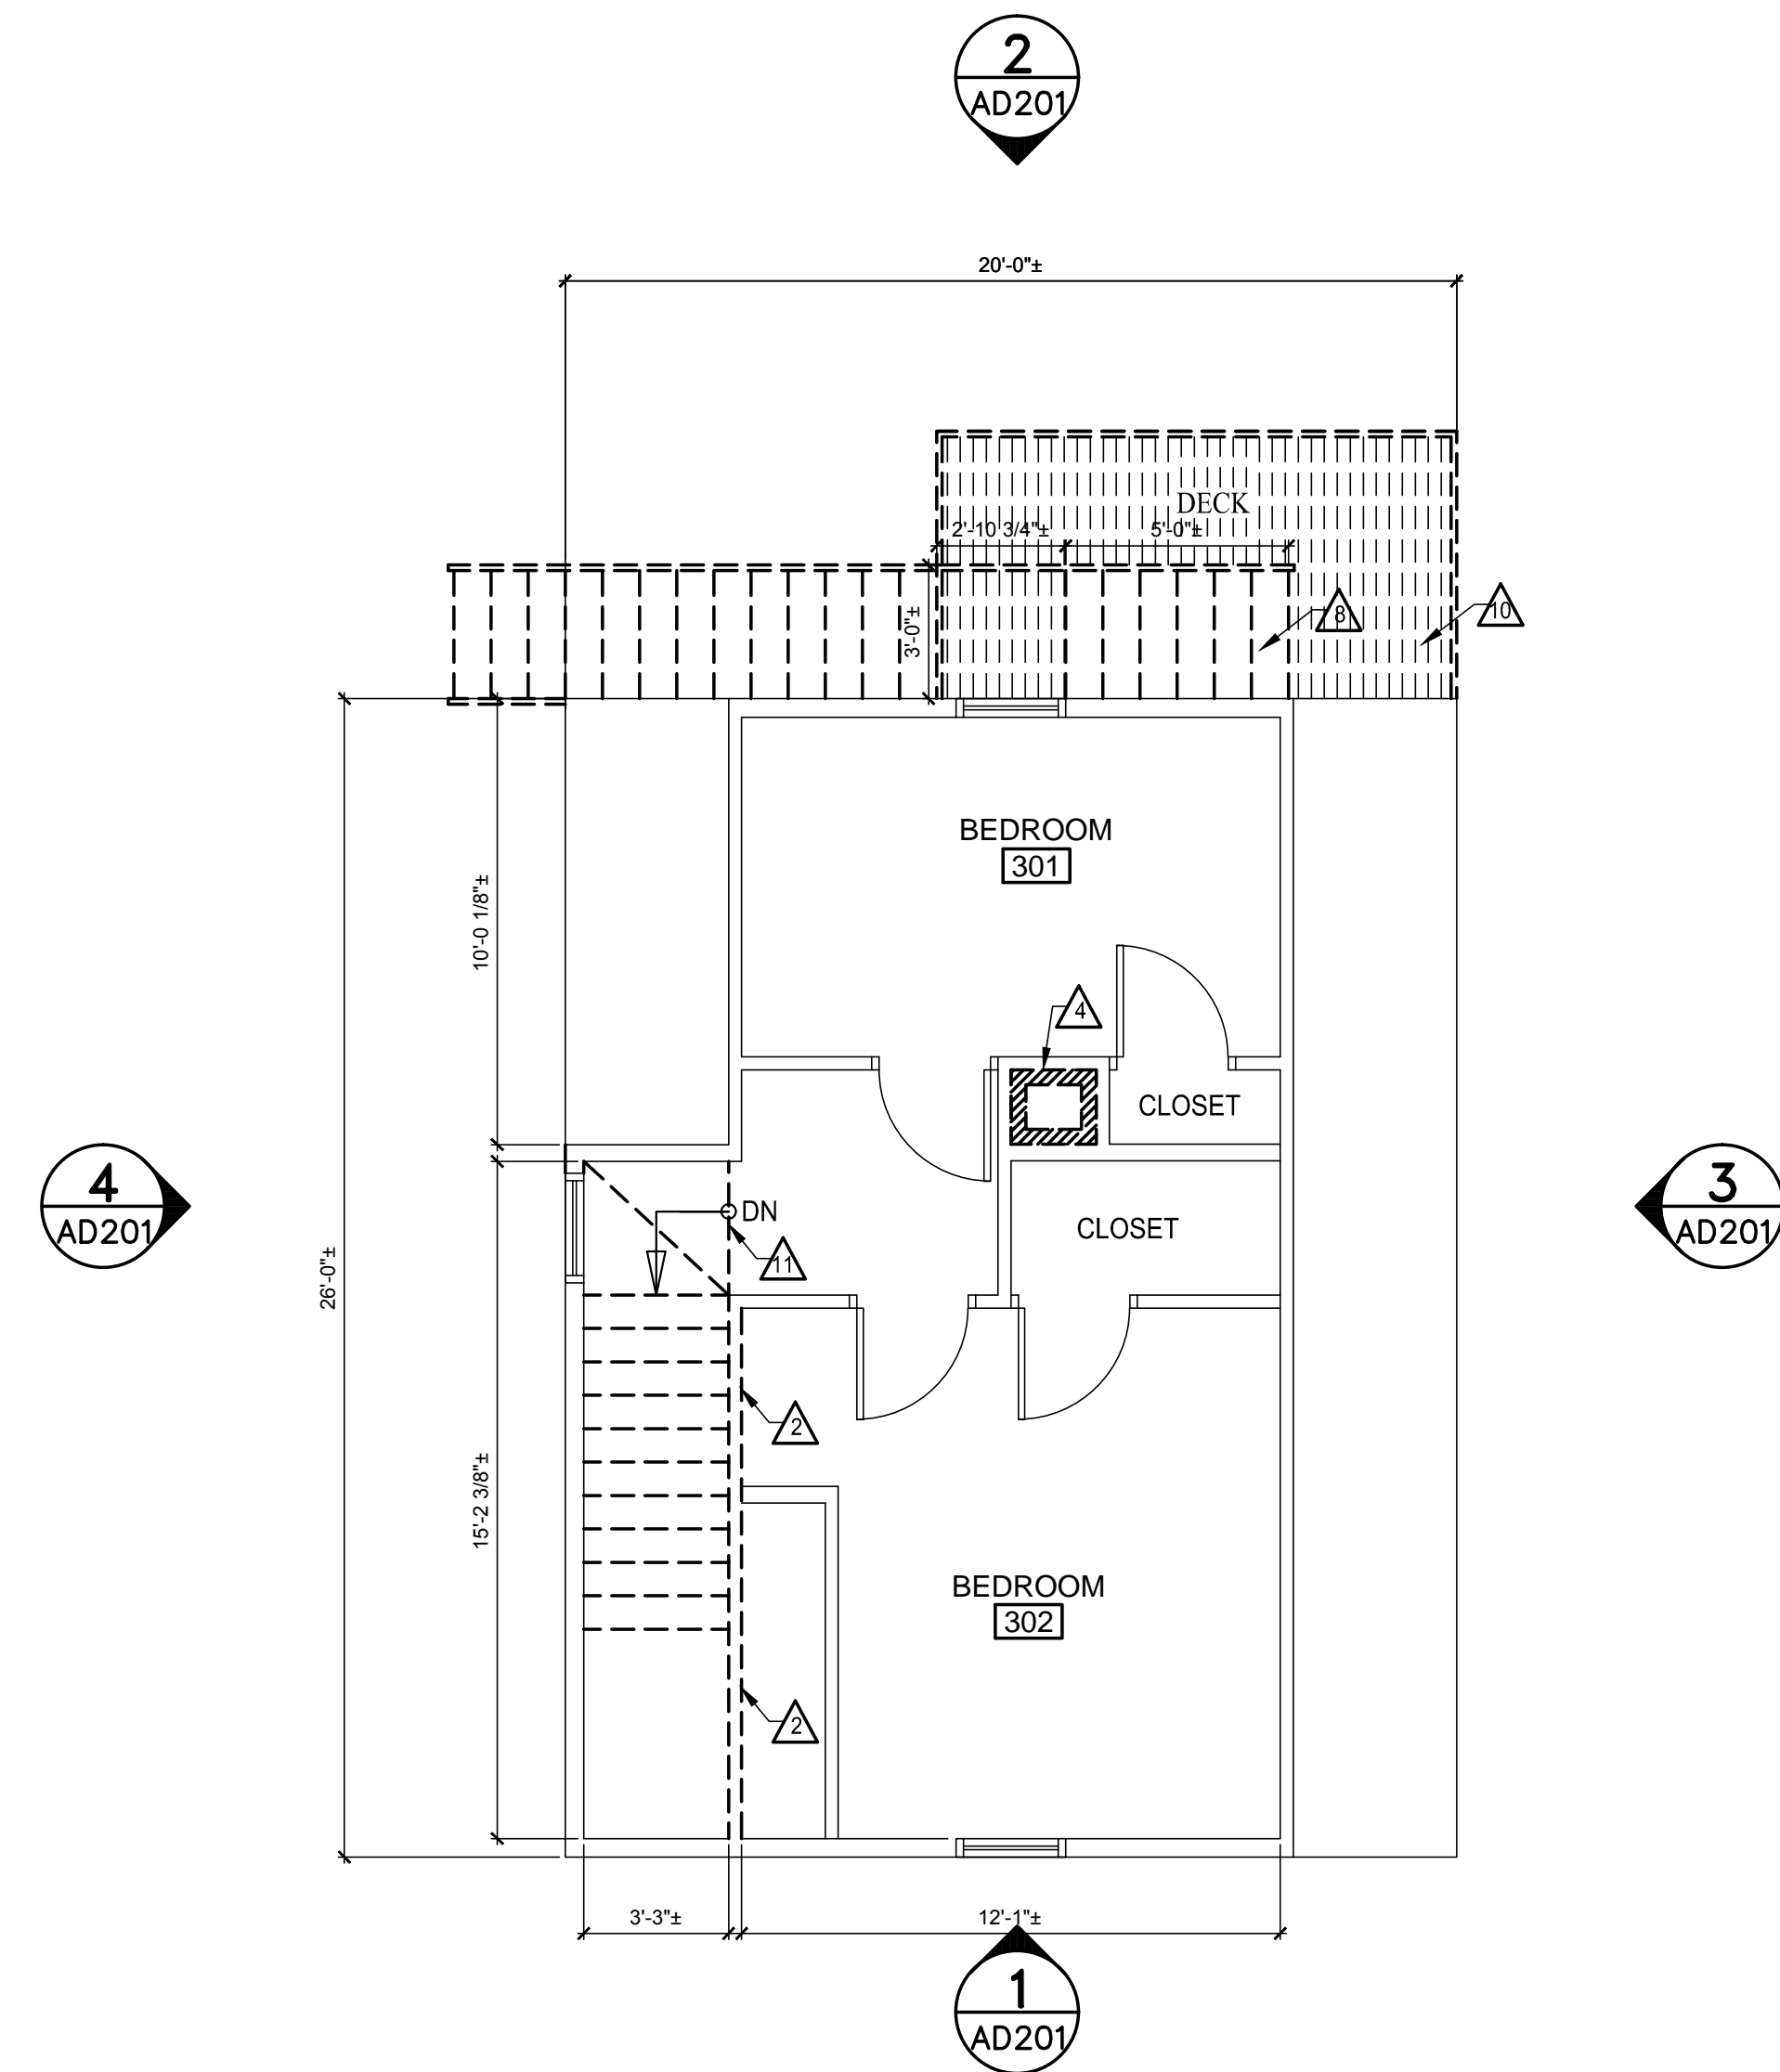 2
AD201
20'-0"±
DECK
2'-10 3/4"±
5'-0"±
3'-0"±
8
10
BEDROOM
301
10'-0 1/8"±
4
CLOSET
4
AD201
3
AD201
DN
CLOSET
11
26'-0"±
2
15'-2 3/8"±
BEDROOM
302
2
3'-3"±
12'-1"±
1
AD201